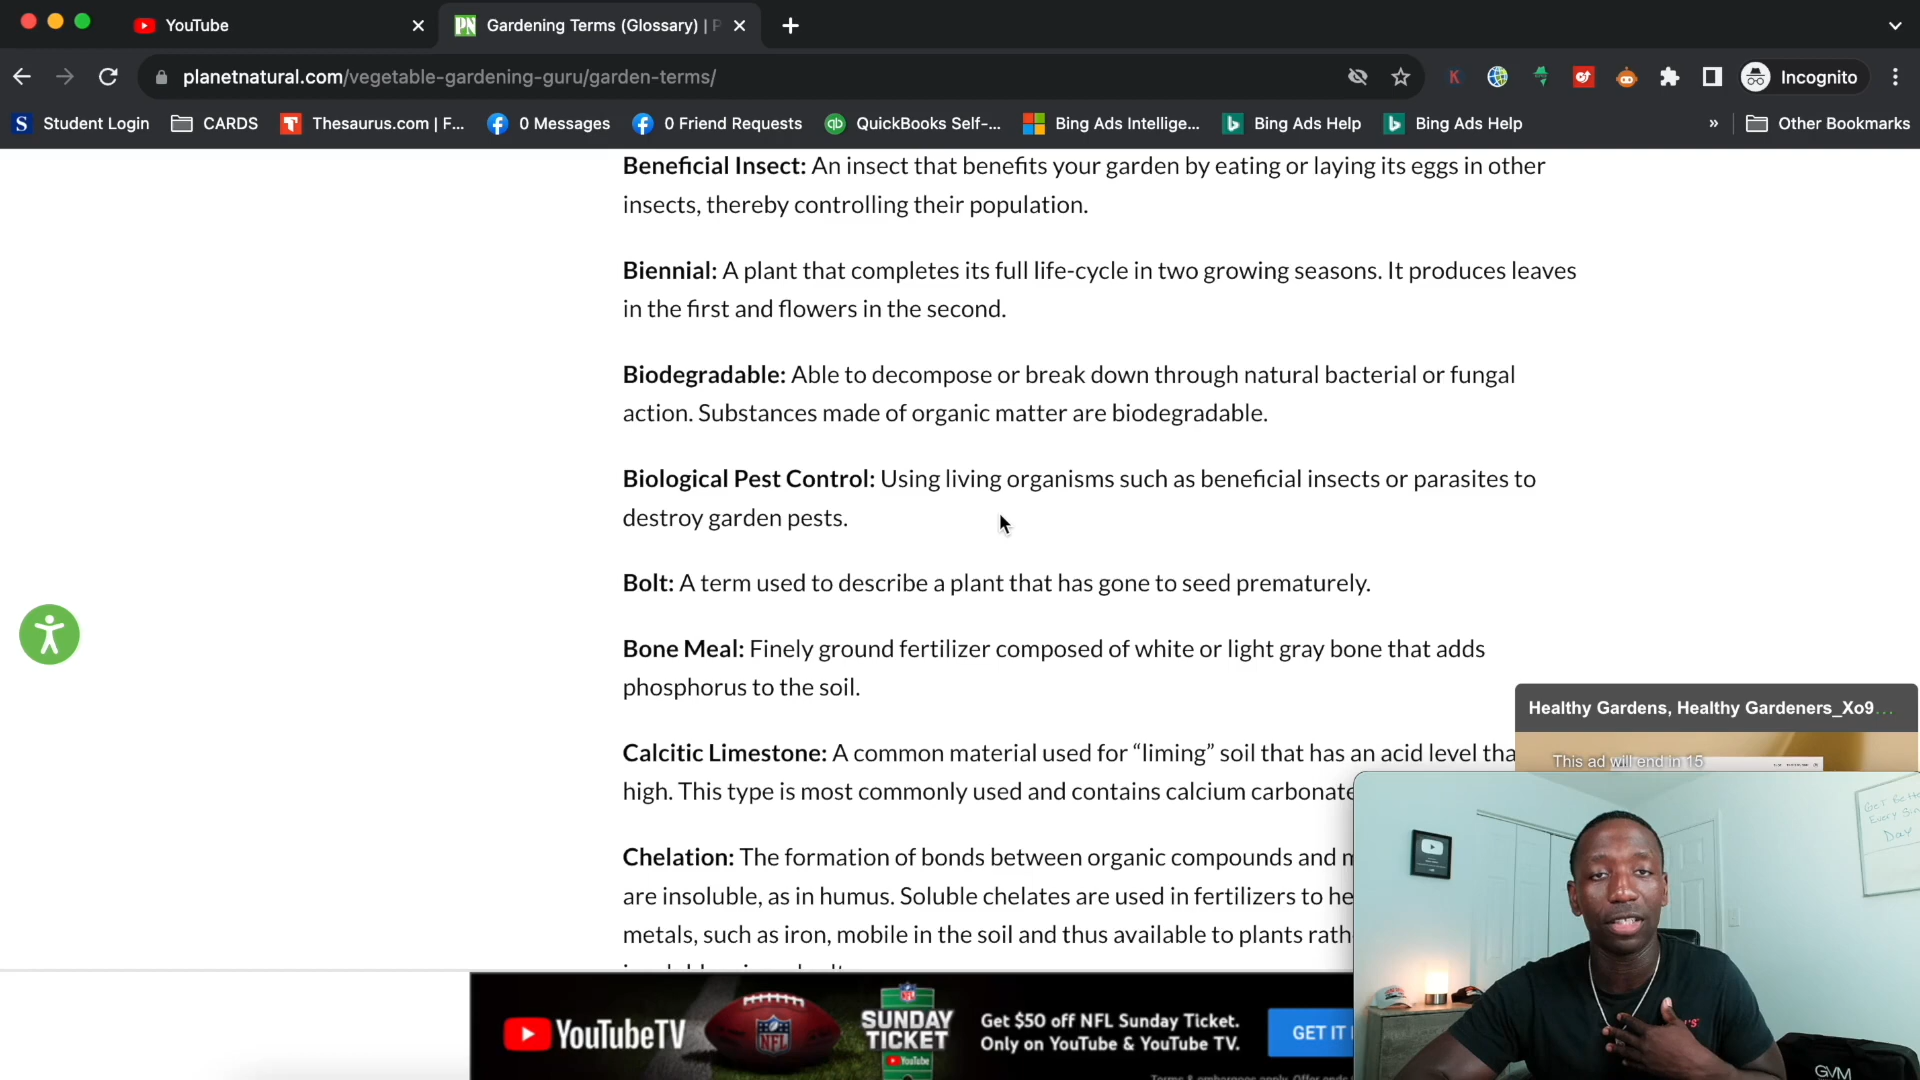 YouTube
Gardening Terms (Glossary) | P
planetnatural.com/vegetable-gardening-guru/garden-terms/
K
Incognito
S Student Login
CARDS
Thesaurus.com | F...
0 Messages
0 Friend Requests
QuickBooks Self-...
Bing Ads Intellige...
Bing Ads Help
Bing Ads Help
»
Other Bookmarks
Beneficial Insect: An insect that benefits your garden by eating or laying its eggs in other
insects, thereby controlling their population.
Biennial: A plant that completes its full life-cycle in two growing seasons. It produces leaves
in the first and flowers in the second.
Biodegradable: Able to decompose or break down through natural bacterial or fungal
action. Substances made of organic matter are biodegradable.
Biological Pest Control: Using living organisms such as beneficial insects or parasites to
destroy garden pests.
Bolt: A term used to describe a plant that has gone to seed prematurely.
Bone Meal: Finely ground fertilizer composed of white or light gray bone that adds
phosphorus to the soil.
Calcitic Limestone: A common material used for “liming” soil that has an acid level tha
high. This type is most commonly used and contains calcium carbonate
Chelation: The formation of bonds between organic compounds and m
are insoluble, as in humus. Soluble chelates are used in fertilizers to he
metals, such as iron, mobile in the soil and thus available to plants rath
Healthy Gardens, Healthy Gardeners_Xo9...
This ad will end in 15
Get Bette
Every Sin
Day
YouTubeTV
NFL
SUNDAY
TICKET
YouTube
Get $50 off NFL Sunday Ticket.
Only on YouTube & YouTube TV.
GET IT
GVM